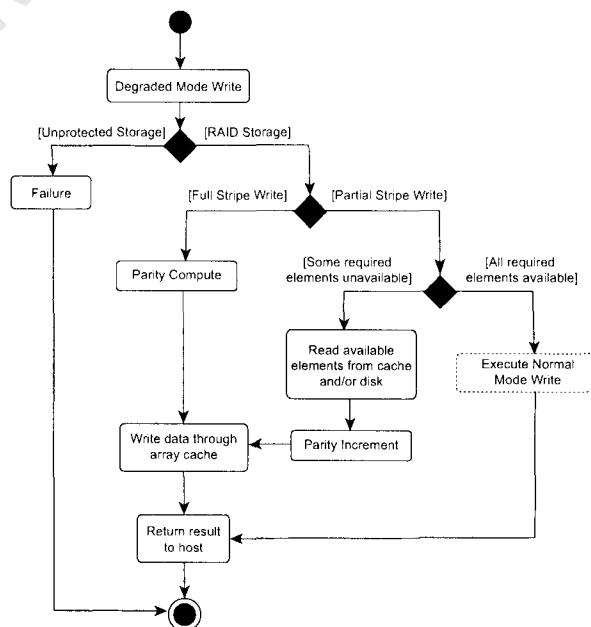 Degraded Mode Write
[Unprotected Storage]
[RAID Storage]
Failure
[Full Stripe Write]
[Partial Stripe Write]
Parity Compute
[Some required
elements unavailable]
[All required
elements available]
Read available
elements from cache
and/or disk
Execute Normal
Mode Write
Write data through
array cache
Parity Increment
Return result
to host